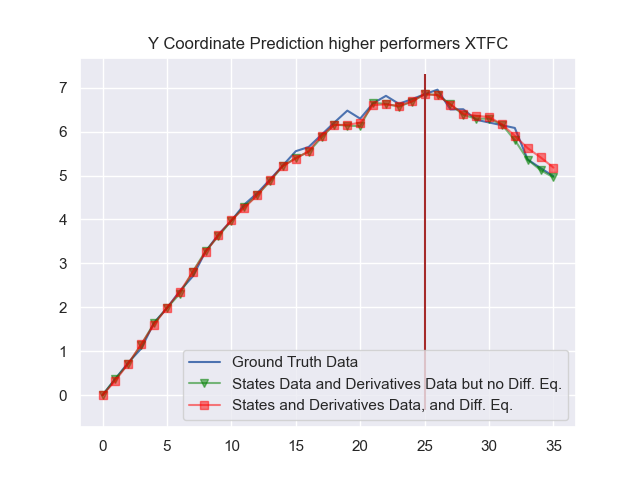 Y Coordinate Prediction higher performers XTFC
7
6
5
4
3
2
1
0
Ground Truth Data
States Data and Derivatives Data but no Diff. Eq.
States and Derivatives Data, and Diff. Eq.
0 5 10 15 20 25 30 35